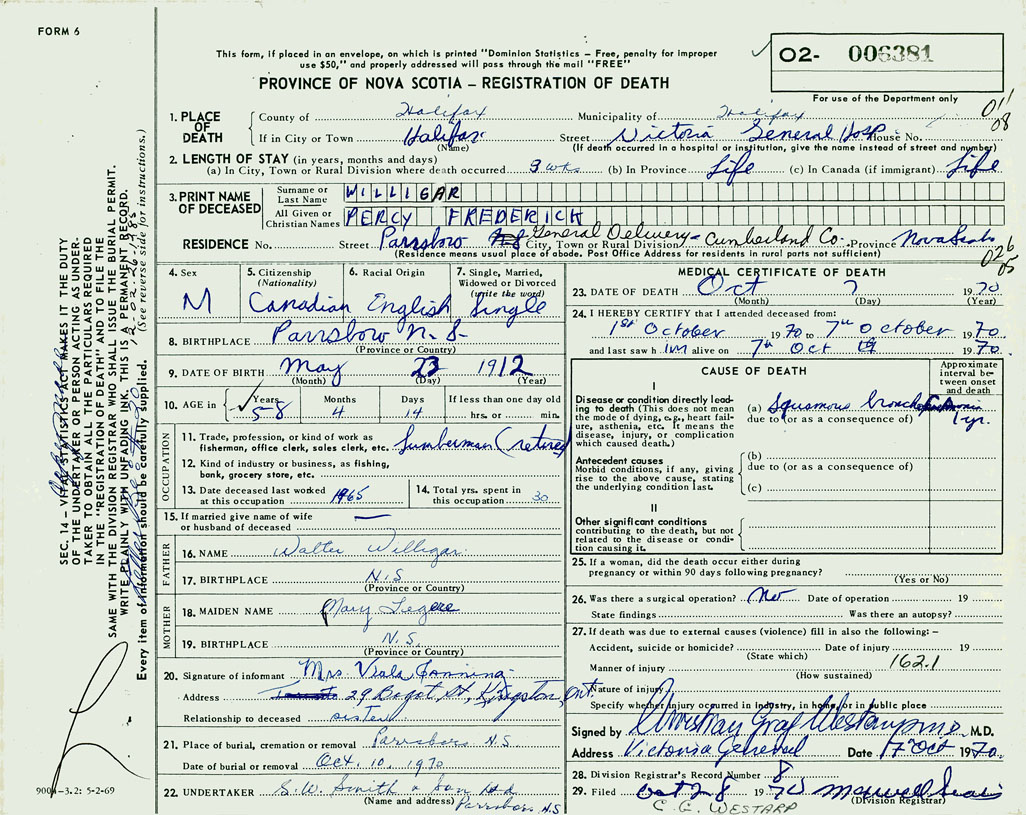 FORM 6
This form, if placed in an envelope, on which is printed "Dominion Statistics – Free, penalty for improper
use $50," and properly addressed will pass through the mail "FREE"
O2- 006381
PROVINCE OF NOVA SCOTIA – REGISTRATION OF DEATH
For use of the Department only
011
08
1. PLACE OF DEATH
County of Halifax Municipality of Halifax
If in City or Town Halifax Street Victoria General Hosp. House No.
(Name) (If death occurred in a hospital or institution, give the name instead of street and number)
2. LENGTH OF STAY (in years, months and days)
(a) In City, Town or Rural Division where death occurred 3 wks (b) In Province Life (c) In Canada (if immigrant) Life
3. PRINT NAME OF DECEASED
Surname or Last Name WILLIGAR
All Given or Christian Names PERCY FREDERICK
RESIDENCE No. Street Parrsboro General Delivery - City, Town or Rural Division Cumberland Co. Province Nova Scotia
(Residence means usual place of abode. Post Office Address for residents in rural parts not sufficient)
026
05
4. Sex M
5. Citizenship (Nationality) Canadian
6. Racial Origin English
7. Single, Married, Widowed or Divorced (write the word) Single
8. BIRTHPLACE Parrsboro N.S.
(Province or Country)
9. DATE OF BIRTH May 23 1912
(Month) (Day) (Year)
10. AGE in Years 58 Months 4 Days 14 If less than one day old hrs. or min.
OCCUPATION
11. Trade, profession, or kind of work as
fisherman, office clerk, sales clerk, etc. Lumberman (retired)
12. Kind of industry or business, as fishing,
bank, grocery store, etc.
13. Date deceased last worked at this occupation 1965
14. Total yrs. spent in this occupation 30
15. If married give name of wife
or husband of deceased —
FATHER
16. NAME Walter Willigar
17. BIRTHPLACE N.S
(Province or Country)
MOTHER
18. MAIDEN NAME Mary Legere
19. BIRTHPLACE N.S.
(Province or Country)
20. Signature of informant Mrs. Viola Fanning
Address 29 Bagot St, Kingston, Ont.
Relationship to deceased sister
21. Place of burial, cremation or removal Parrsboro N.S
Date of burial or removal Oct. 10, 1970
22. UNDERTAKER S.W. Smith & Son Ltd
(Name and address) Parrsboro N.S
MEDICAL CERTIFICATE OF DEATH
23. DATE OF DEATH Oct 7 1970
(Month) (Day) (Year)
24. I HEREBY CERTIFY that I attended deceased from:
1st October 1970 to 7th October 1970
and last saw him alive on 7th Oct 1970
CAUSE OF DEATH
Approximate interval between onset and death
I
Disease or condition directly leading to death (This does not mean the mode of dying, e.g., heart failure, asthenia, etc. It means the disease, injury, or complication which caused death.)
(a) Squamous broncho
due to (or as a consequence of) 1 yr.
Antecedent causes
Morbid conditions, if any, giving rise to the above cause, stating the underlying condition last.
(b)
due to (or as a consequence of)
(c)
II
Other significant conditions
contributing to the death, but not related to the disease or condition causing it.
25. If a woman, did the death occur either during
pregnancy or within 90 days following pregnancy?
(Yes or No)
26. Was there a surgical operation? No Date of operation 19
State findings Was there an autopsy?
27. If death was due to external causes (violence) fill in also the following: –
Accident, suicide or homicide? Date of injury 19
(State which)
Manner of injury 162.1
(How sustained)
Nature of injury
Specify whether injury occurred in industry, in home, or in public place
Signed by M.D.
Address Victoria General Date 7 Oct 1970.
28. Division Registrar's Record Number 8
29. Filed Oct 28 1970
(Division Registrar)
C. G. WESTARP
SEC. 14 – VITAL STATISTICS ACT MAKES IT THE DUTY
OF THE UNDERTAKER OR PERSON ACTING AS UNDER-
TAKER TO OBTAIN ALL THE PARTICULARS REQUIRED
IN THE "REGISTRATION OF DEATH" AND TO FILE THE
SAME WITH THE DIVISION REGISTRAR WHO SHALL ISSUE THE BURIAL PERMIT.
WRITE PLAINLY WITH UNFADING INK. THIS IS A PERMANENT RECORD.
Every item of information should be carefully supplied. (See reverse side for instructions.)
900A-3.2: 5-2-69